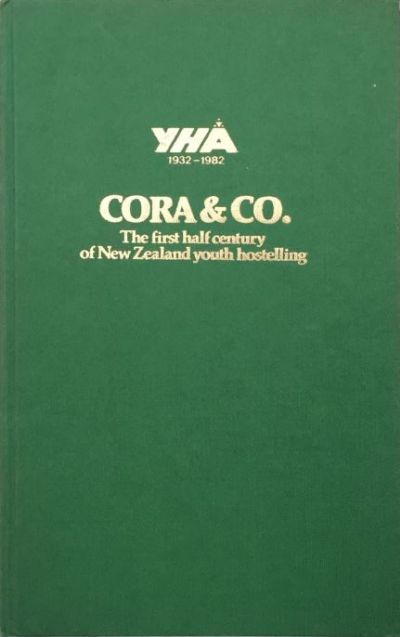 YHA
1932–1982
CORA & CO.
The first half century
of New Zealand youth hostelling